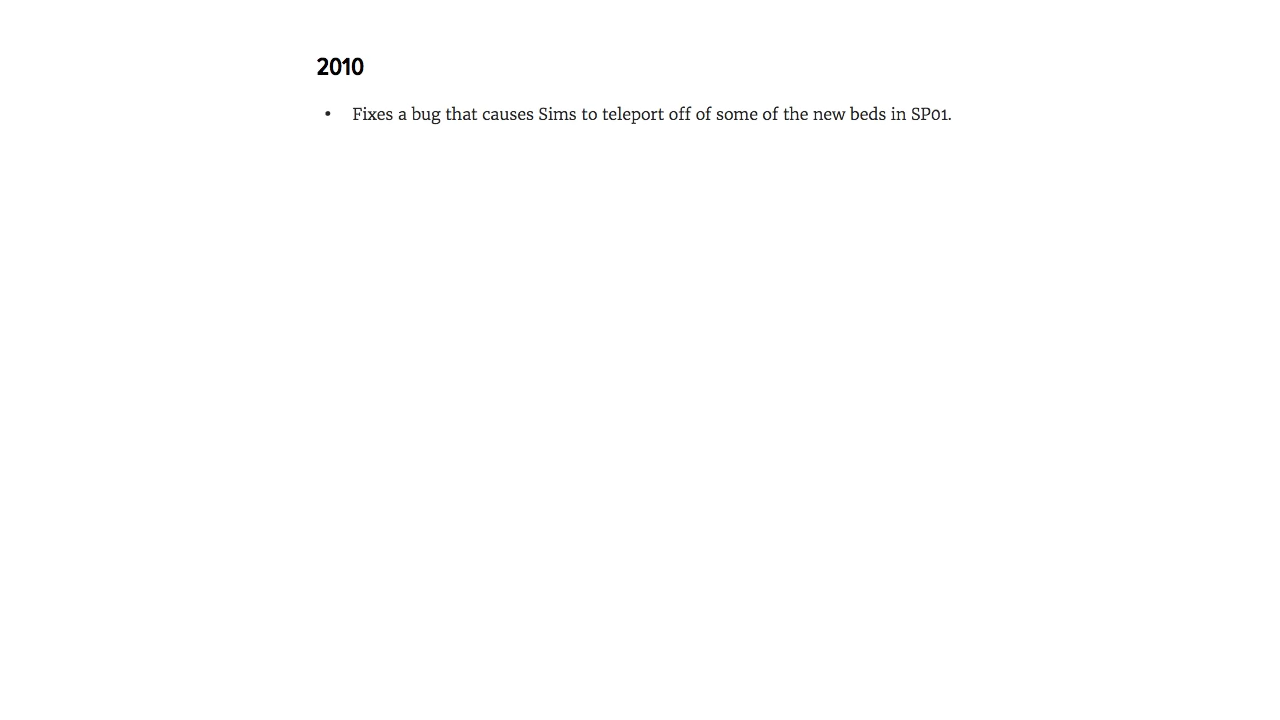 2010
• Fixes a bug that causes Sims to teleport off of some of the new beds in SP01.